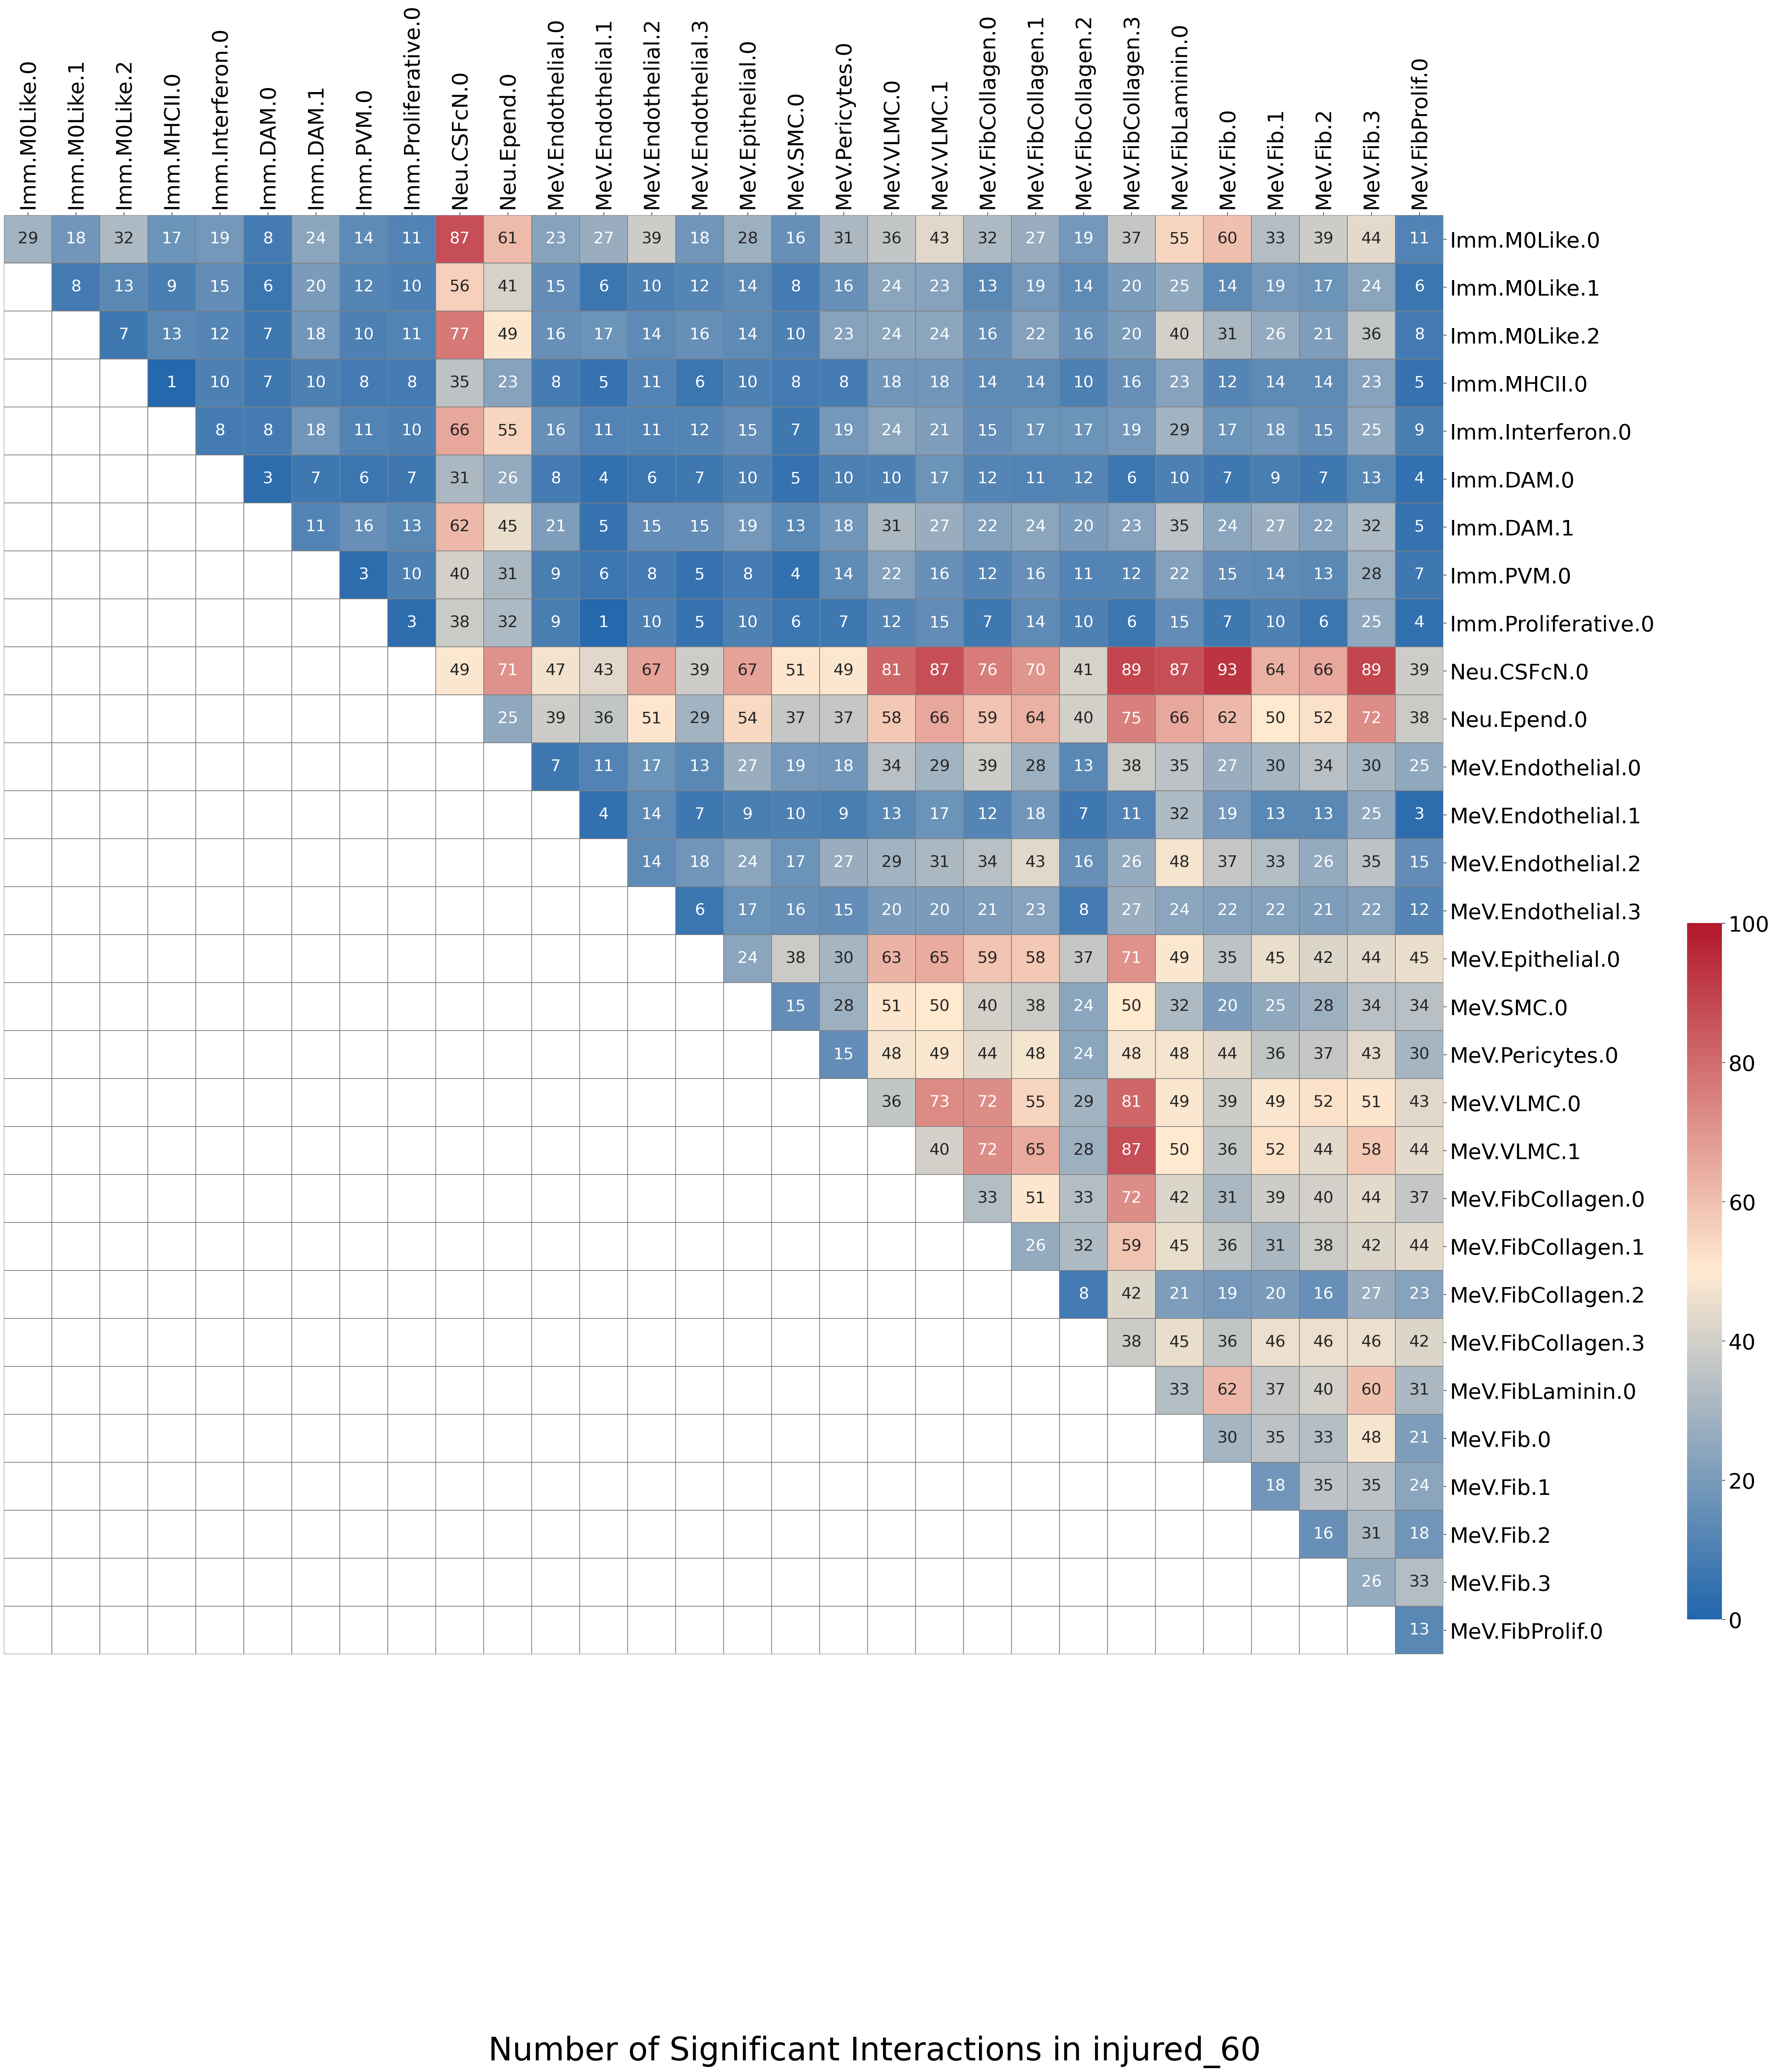 Imm.M0Like.0 Imm.M0Like.1 Imm.M0Like.2 Imm.MHCII.0 Imm.Interferon.0 Imm.DAM.0 Imm.DAM.1 Imm.PVM.0 Imm.Proliferative.0 Neu.CSFcN.0 Neu.Epend.0 MeV.Endothelial.0 MeV.Endothelial.1 MeV.Endothelial.2 MeV.Endothelial.3 MeV.Epithelial.0 MeV.SMC.0 MeV.Pericytes.0 MeV.VLMC.0 MeV.VLMC.1 MeV.FibCollagen.0 MeV.FibCollagen.1 MeV.FibCollagen.2 MeV.FibCollagen.3 MeV.FibLaminin.0 MeV.Fib.0 MeV.Fib.1 MeV.Fib.2 MeV.Fib.3 MeV.FibProlif.0
29 18 32 17 19 8 24 14 11 87 61 23 27 39 18 28 16 31 36 43 32 27 19 37 55 60 33 39 44 11 Imm.M0Like.0
8 13 9 15 6 20 12 10 56 41 15 6 10 12 14 8 16 24 23 13 19 14 20 25 14 19 17 24 6 Imm.M0Like.1
7 13 12 7 18 10 11 77 49 16 17 14 16 14 10 23 24 24 16 22 16 20 40 31 26 21 36 8 Imm.M0Like.2
1 10 7 10 8 8 35 23 8 5 11 6 10 8 8 18 18 14 14 10 16 23 12 14 14 23 5 Imm.MHCII.0
8 8 18 11 10 66 55 16 11 11 12 15 7 19 24 21 15 17 17 19 29 17 18 15 25 9 Imm.Interferon.0
3 7 6 7 31 26 8 4 6 7 10 5 10 10 17 12 11 12 6 10 7 9 7 13 4 Imm.DAM.0
11 16 13 62 45 21 5 15 15 19 13 18 31 27 22 24 20 23 35 24 27 22 32 5 Imm.DAM.1
3 10 40 31 9 6 8 5 8 4 14 22 16 12 16 11 12 22 15 14 13 28 7 Imm.PVM.0
3 38 32 9 1 10 5 10 6 7 12 15 7 14 10 6 15 7 10 6 25 4 Imm.Proliferative.0
49 71 47 43 67 39 67 51 49 81 87 76 70 41 89 87 93 64 66 89 39 Neu.CSFcN.0
25 39 36 51 29 54 37 37 58 66 59 64 40 75 66 62 50 52 72 38 Neu.Epend.0
7 11 17 13 27 19 18 34 29 39 28 13 38 35 27 30 34 30 25 MeV.Endothelial.0
4 14 7 9 10 9 13 17 12 18 7 11 32 19 13 13 25 3 MeV.Endothelial.1
14 18 24 17 27 29 31 34 43 16 26 48 37 33 26 35 15 MeV.Endothelial.2
6 17 16 15 20 20 21 23 8 27 24 22 22 21 22 12 MeV.Endothelial.3
24 38 30 63 65 59 58 37 71 49 35 45 42 44 45 MeV.Epithelial.0
15 28 51 50 40 38 24 50 32 20 25 28 34 34 MeV.SMC.0
15 48 49 44 48 24 48 48 44 36 37 43 30 MeV.Pericytes.0
36 73 72 55 29 81 49 39 49 52 51 43 MeV.VLMC.0
40 72 65 28 87 50 36 52 44 58 44 MeV.VLMC.1
33 51 33 72 42 31 39 40 44 37 MeV.FibCollagen.0
26 32 59 45 36 31 38 42 44 MeV.FibCollagen.1
8 42 21 19 20 16 27 23 MeV.FibCollagen.2
38 45 36 46 46 46 42 MeV.FibCollagen.3
33 62 37 40 60 31 MeV.FibLaminin.0
30 35 33 48 21 MeV.Fib.0
18 35 35 24 MeV.Fib.1
16 31 18 MeV.Fib.2
26 33 MeV.Fib.3
13 MeV.FibProlif.0
100
80
60
40
20
0
Number of Significant Interactions in injured_60